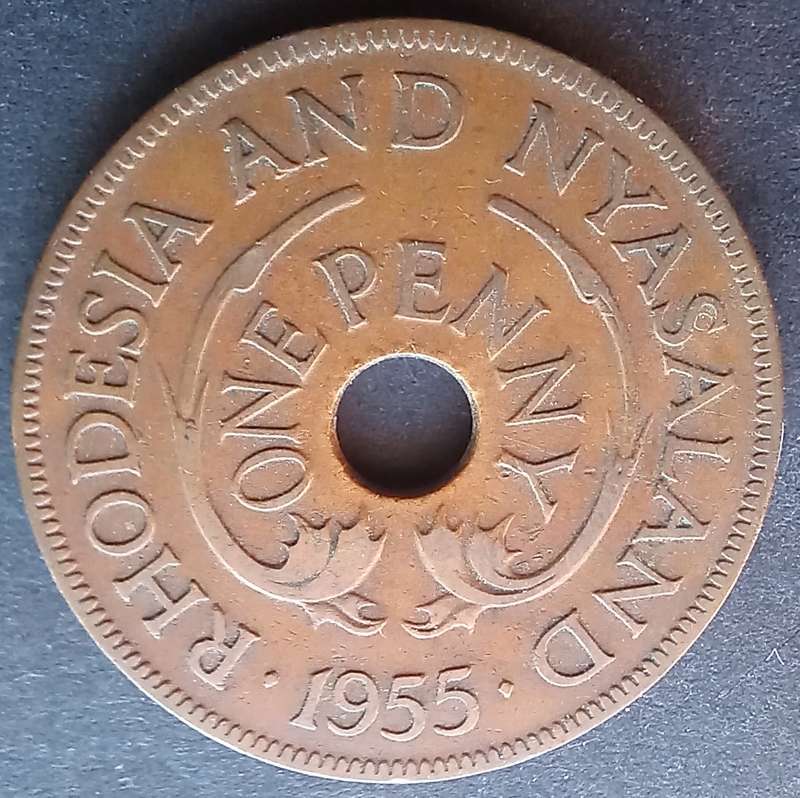 RHODESIA AND NYASALAND
ONE PENNY
· 1955 ·